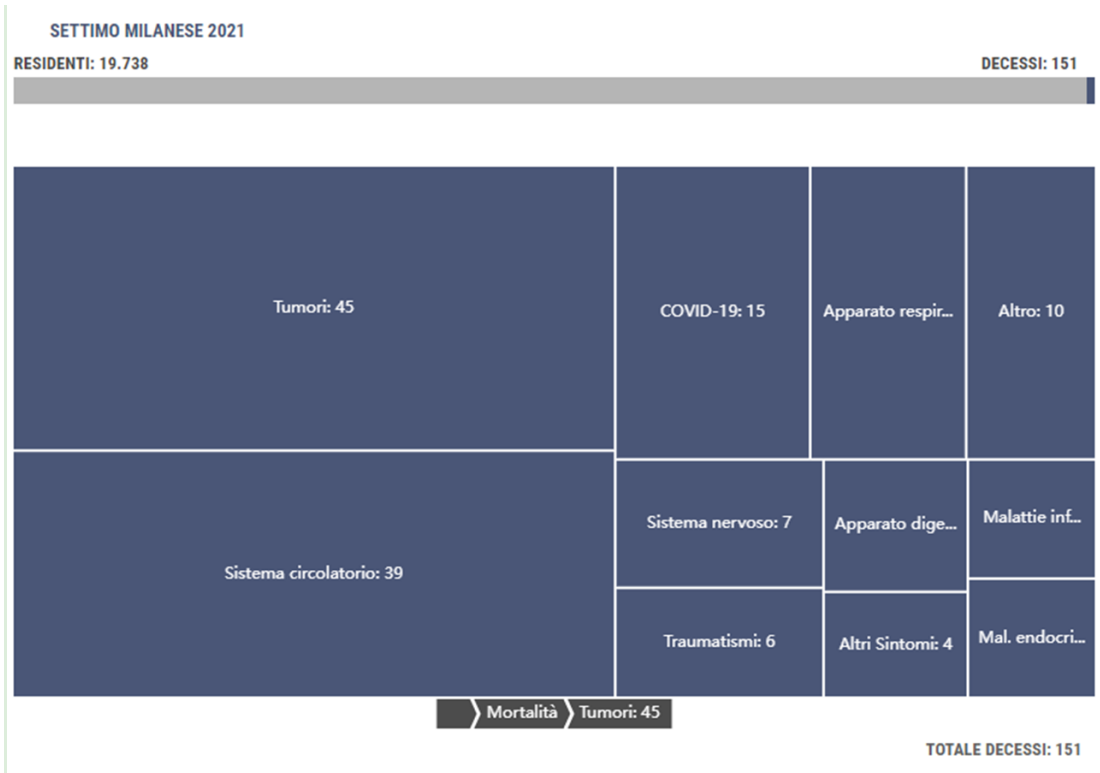 SETTIMO MILANESE 2021
RESIDENTI: 19.738
DECESSI: 151
Tumori: 45
COVID-19: 15
Apparato respir...
Altro: 10
Sistema circolatorio: 39
Sistema nervoso: 7
Apparato dige...
Malattie inf...
Traumatismi: 6
Altri Sintomi: 4
Mal. endocri...
Mortalità
Tumori: 45
TOTALE DECESSI: 151